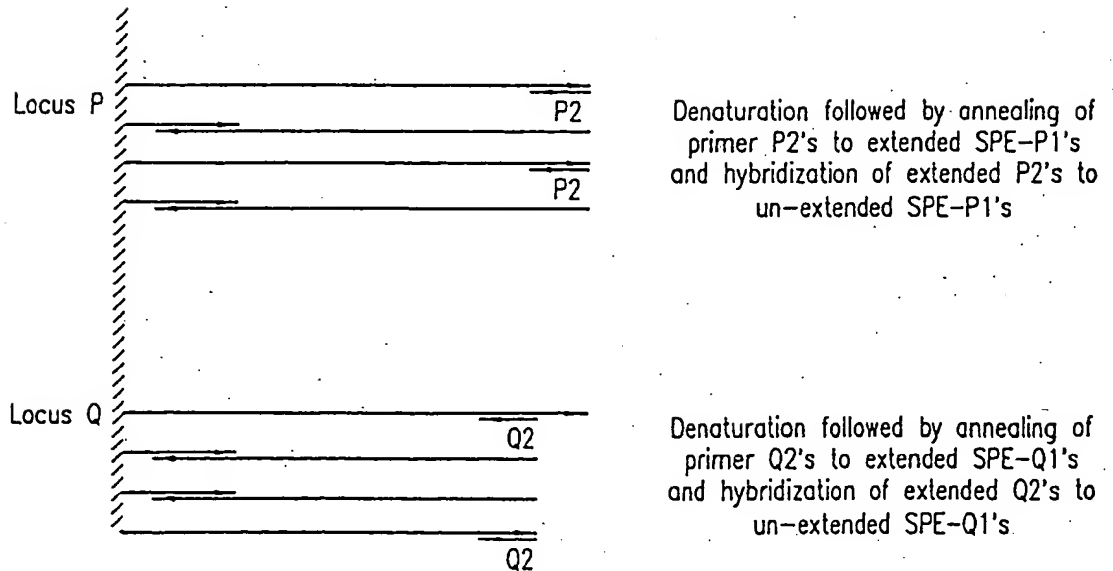 Locus P
P2
P2
Denaturation followed by annealing of
primer P2's to extended SPE-P1's
and hybridization of extended P2's to
un-extended SPE-P1's
Locus Q
Q2
Q2
Denaturation followed by annealing of
primer Q2's to extended SPE-Q1's
and hybridization of extended Q2's to
un-extended SPE-Q1's